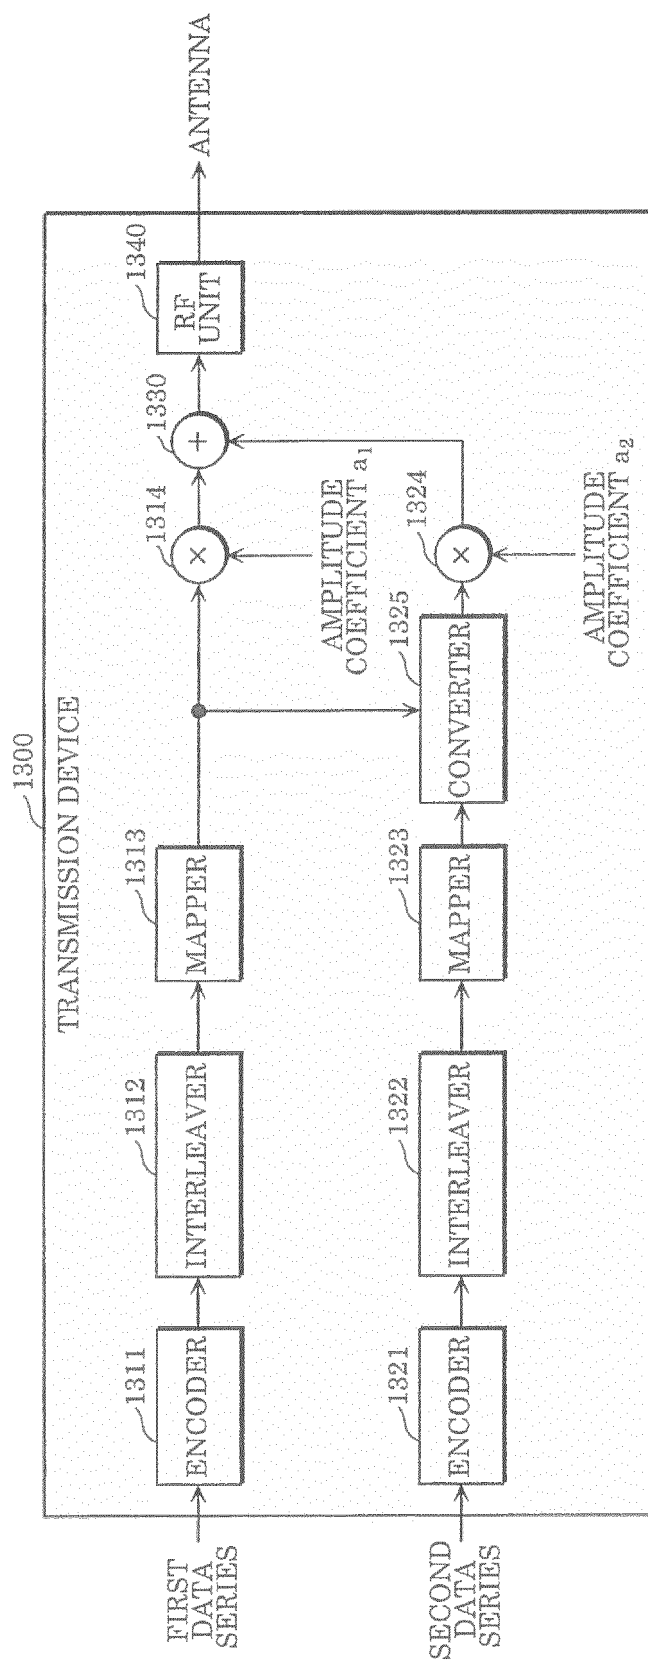 1300
TRANSMISSION DEVICE
FIRST
DATA
SERIES
1311
ENCODER
1312
INTERLEAVER
1313
MAPPER
1314
×
AMPLITUDE
COEFFICIENT a1
1330
+
1340
RF
UNIT
ANTENNA
SECOND
DATA
SERIES
1321
ENCODER
1322
INTERLEAVER
1323
MAPPER
1325
CONVERTER
1324
×
AMPLITUDE
COEFFICIENT a2